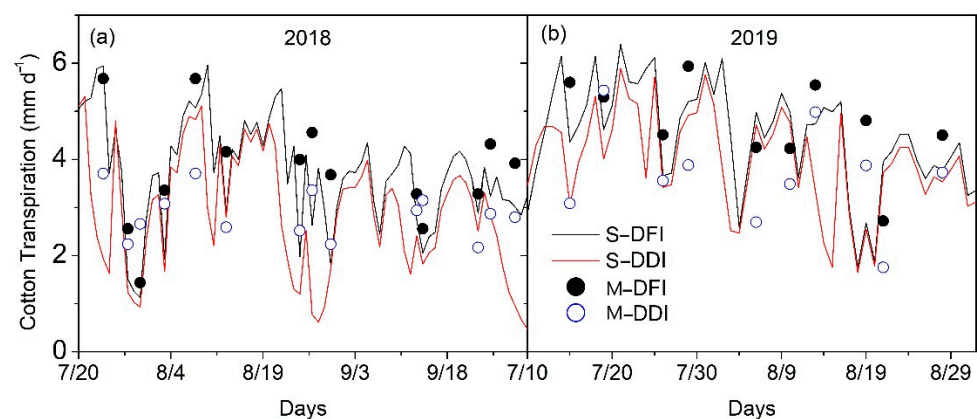 (a)
2018
(b)
2019
Cotton Transpiration (mm d⁻¹)
6
4
2
0
S–DFI
S–DDI
M–DFI
M–DDI
7/20 8/4 8/19 9/3 9/18 7/10 7/20 7/30 8/9 8/19 8/29
Days Days